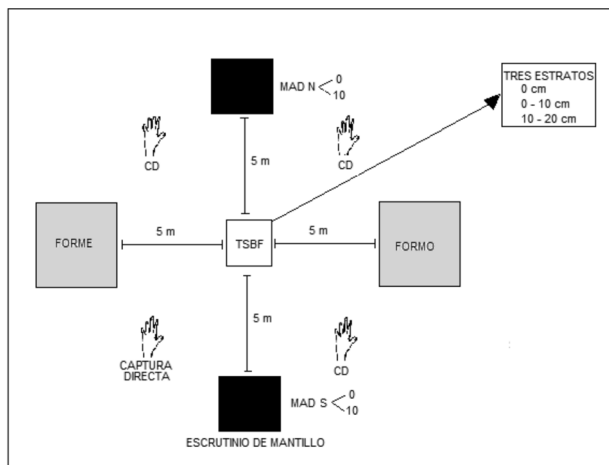 TRES ESTRATOS
0 cm
0 - 10 cm
10 - 20 cm
MAD N
0
10
CD
CD
5 m
FORME
5 m
TSBF
5 m
FORMO
5 m
CAPTURA
DIRECTA
CD
MAD S
0
10
ESCRUTINIO DE MANTILLO